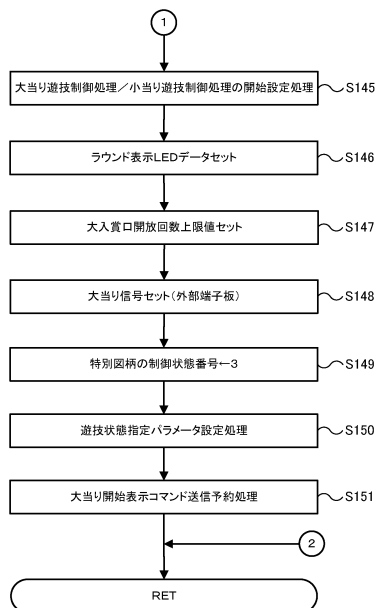 1
大当り遊技制御処理／小当り遊技制御処理の開始設定処理
S145
ラウンド表示LEDデータセット
S146
大入賞口開放回数上限値セット
S147
大当り信号セット(外部端子板)
S148
特別図柄の制御状態番号←3
S149
遊技状態指定パラメータ設定処理
S150
大当り開始表示コマンド送信予約処理
S151
2
RET